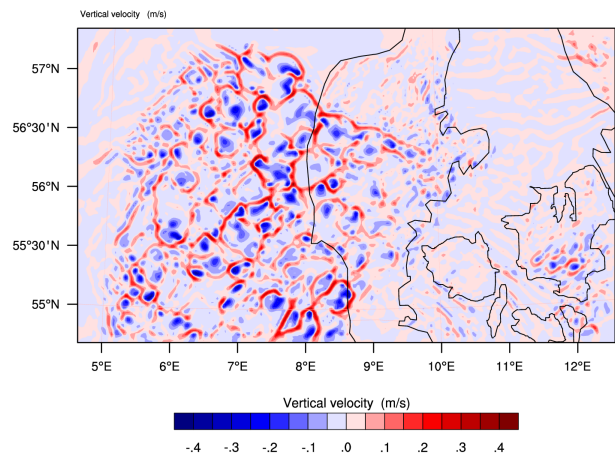 Vertical velocity (m/s)
57°N
56°30'N
56°N
55°30'N
55°N
5°E 6°E 7°E 8°E 9°E 10°E 11°E 12°E
Vertical velocity (m/s)
-.4 -.3 -.2 -.1 .0 .1 .2 .3 .4